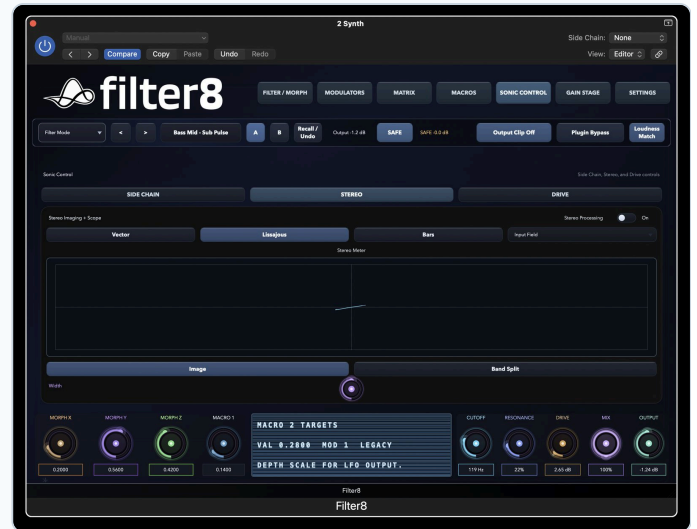 2 Synth
Manual
Side Chain: None
< > Compare Copy Paste Undo Redo
View: Editor
filter8
FILTER / MORPH MODULATORS MATRIX MACROS SONIC CONTROL GAIN STAGE SETTINGS
Filter Mode < > Bass Mid - Sub Pulse A B Recall / Undo Output -1.2 dB SAFE SAFE -0.0 dB Output Clip Off Plugin Bypass Loudness Match
Sonic Control
Side Chain, Stereo, and Drive controls
SIDE CHAIN STEREO DRIVE
Stereo Imaging + Scope
Stereo Processing On
Vector Lissajous Bars Input Field
Stereo Meter
Image Band Split
Width
MORPH X MORPH Y MORPH Z MACRO 1
MACRO 2 TARGETS
VAL 0.2800 MOD 1 LEGACY
DEPTH SCALE FOR LFO OUTPUT.
CUTOFF RESONANCE DRIVE MIX OUTPUT
0.2000 0.5600 0.4200 0.1400
119 Hz 22% 2.65 dB 100% -1.24 dB
Filter8
Filter8